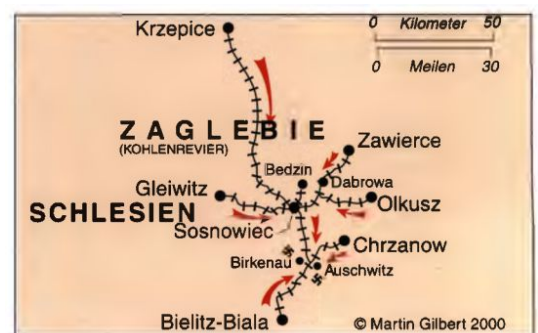 Krzepice
0 Kilometer 50
0 Meilen 30
ZAGLEBIE
(KOHLENREVIER)
Zawierce
Bedzin
Dabrowa
Gleiwitz
Olkusz
SCHLESIEN
Sosnowiec
Chrzanow
Birkenau
Auschwitz
Bielitz-Biala
© Martin Gilbert 2000